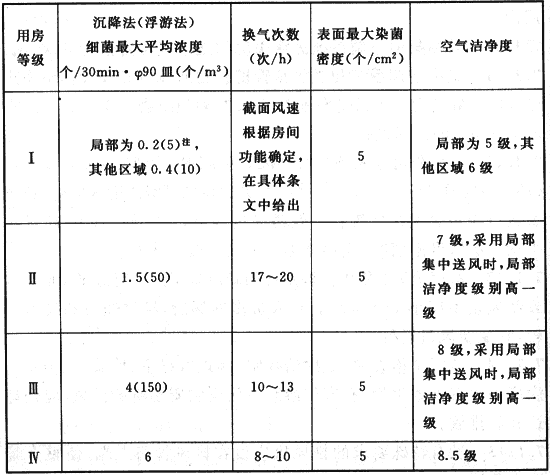 用房
等级
沉降法(浮游法)
细菌最大平均浓度
个/30min·φ90 皿(个/m³)
换气次数
(次/h)
表面最大染菌
密度(个/cm²)
空气洁净度
Ⅰ
局部为 0.2(5)注，
其他区域 0.4(10)
截面风速
根据房间
功能确定，
在具体条
文中给出
5
局部为 5 级，其
他区域 6 级
Ⅱ
1.5(50)
17～20
5
7 级，采用局部
集中送风时，局部
洁净度级别高一
级
Ⅲ
4(150)
10～13
5
8 级，采用局部
集中送风时，局部
洁净度级别高一
级
Ⅳ
6
8～10
5
8.5 级